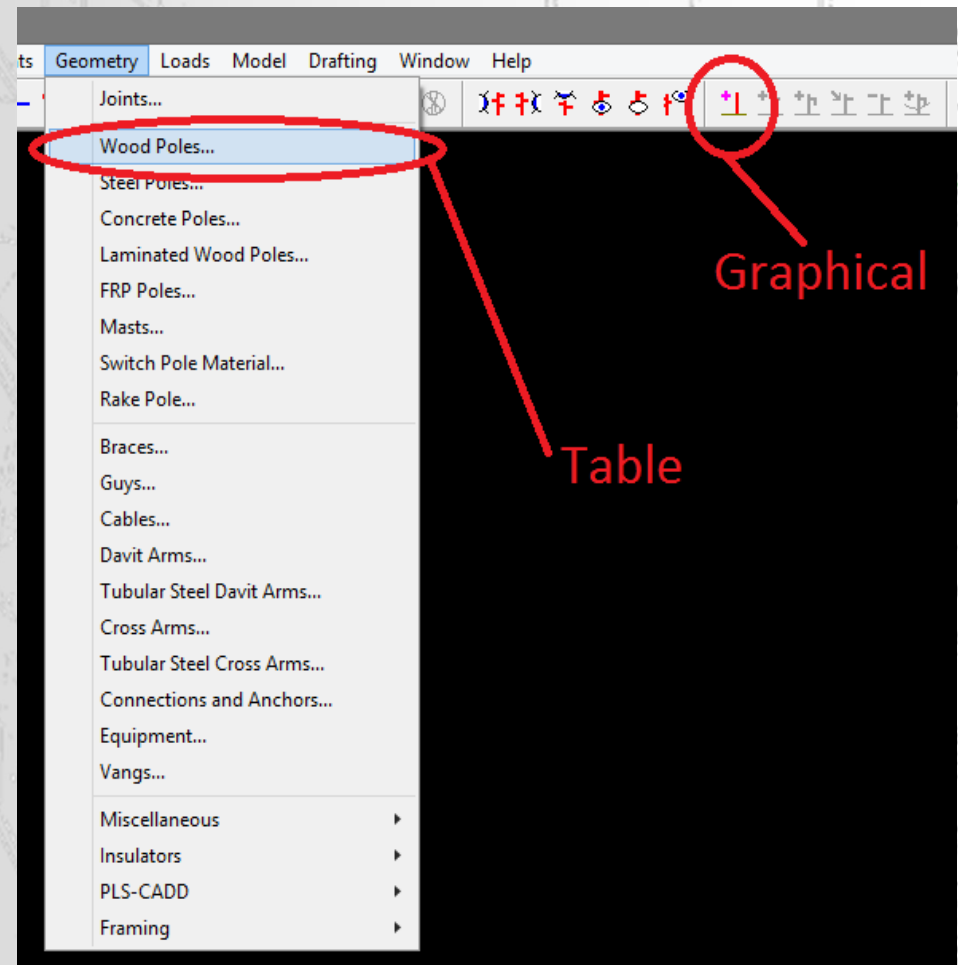 ts Geometry Loads Model Drafting Window Help
Joints...
Wood Poles...
Steel Poles...
Concrete Poles...
Laminated Wood Poles...
FRP Poles...
Masts...
Switch Pole Material...
Rake Pole...
Braces...
Guys...
Cables...
Davit Arms...
Tubular Steel Davit Arms...
Cross Arms...
Tubular Steel Cross Arms...
Connections and Anchors...
Equipment...
Vangs...
Miscellaneous
Insulators
PLS-CADD
Framing
Graphical
Table